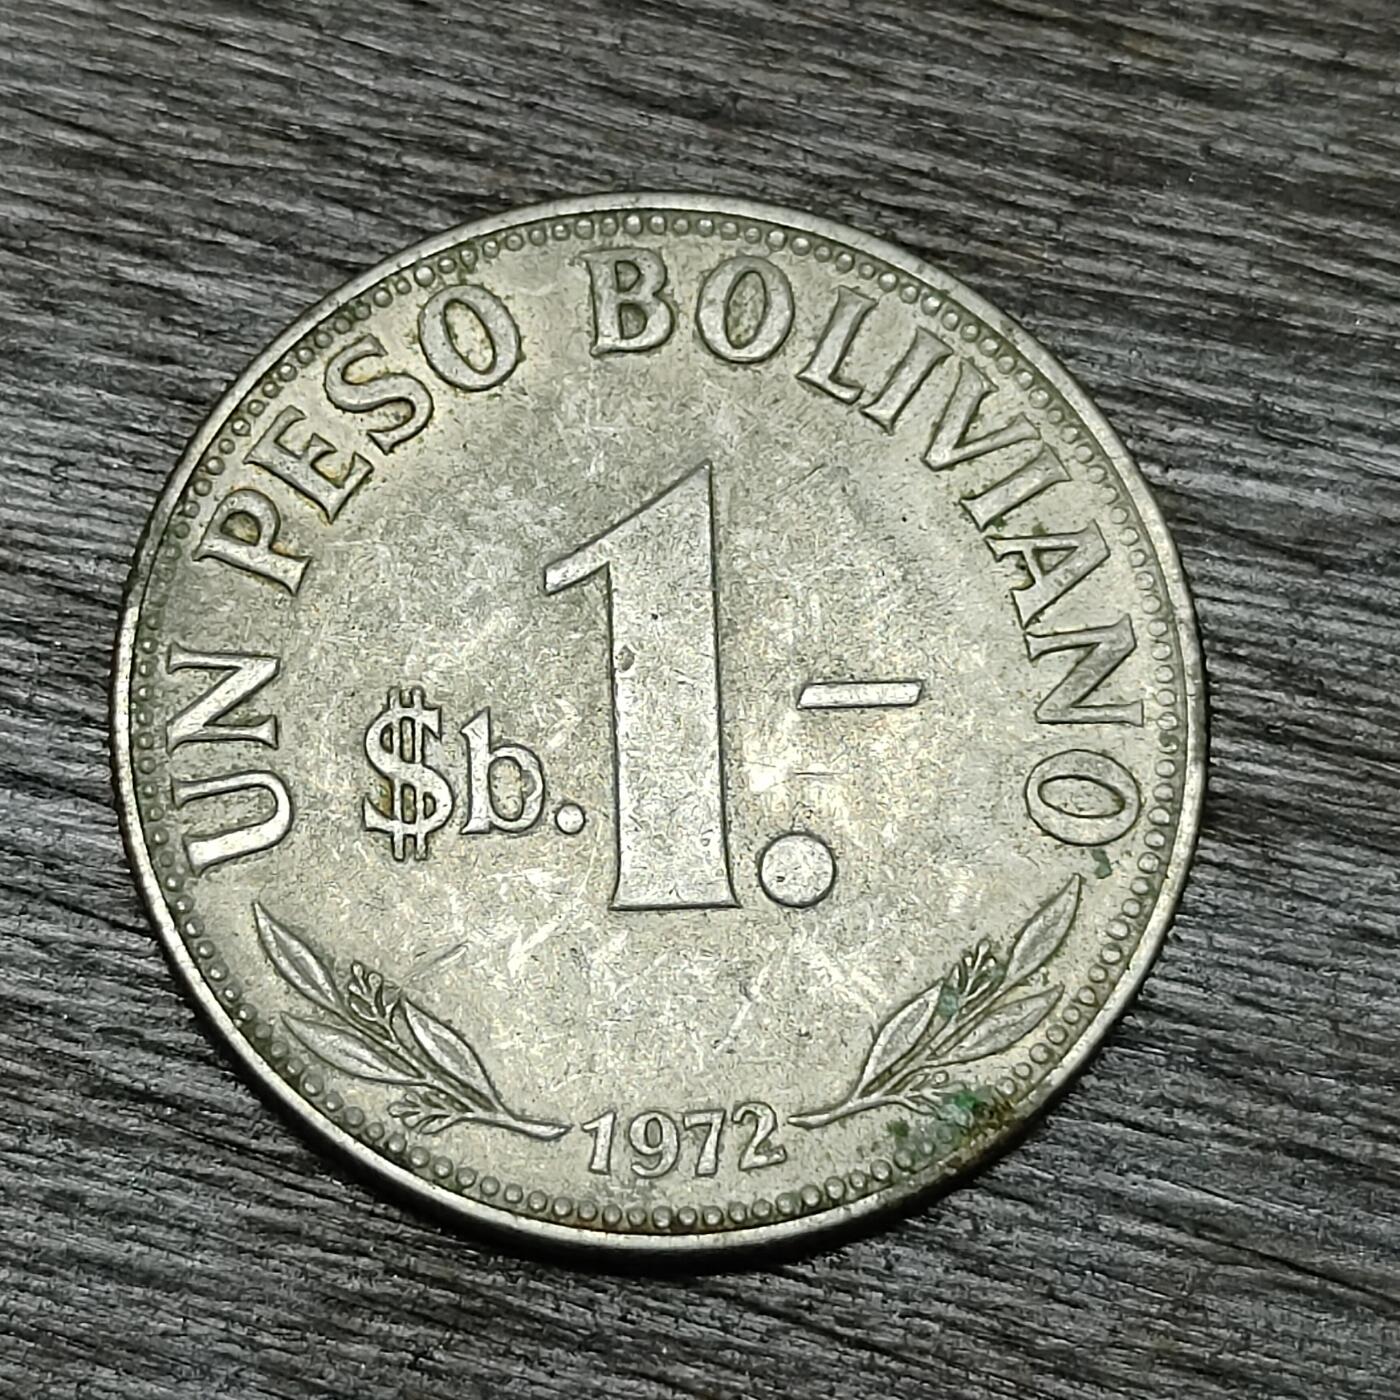 UN PESO BOLIVIANO
$b. 1.-
1972